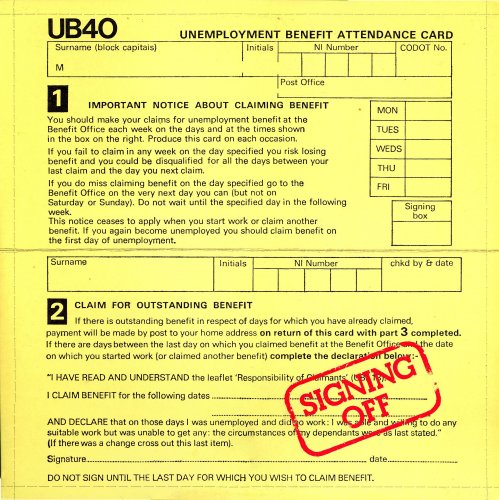 UB40 UNEMPLOYMENT BENEFIT ATTENDANCE CARD
Surname (block capitals) Initials NI Number CODOT No.
M
Post Office
1 IMPORTANT NOTICE ABOUT CLAIMING BENEFIT
You should make your claims for unemployment benefit at the
Benefit Office each week on the days and at the times shown
in the box on the right. Produce this card on each occasion.
If you fail to claim in any week on the day specified you risk losing
benefit and you could be disqualified for all the days between your
last claim and the day you next claim.
If you do miss claiming benefit on the day specified go to the
Benefit Office on the very next day you can (but not on
Saturday or Sunday). Do not wait until the specified day in the following
week.
This notice ceases to apply when you start work or claim another
benefit. If you again become unemployed you should claim benefit on
the first day of unemployment.
MON
TUES
WEDS
THU
FRI
Signing
box
Surname Initials NI Number chkd by & date
2 CLAIM FOR OUTSTANDING BENEFIT
If there is outstanding benefit in respect of days for which you have already claimed,
payment will be made by post to your home address on return of this card with part 3 completed.
If there are days between the last day on which you claimed benefit at the Benefit Office and the date
on which you started work (or claimed another benefit) complete the declaration below:-
"I HAVE READ AND UNDERSTAND the leaflet 'Responsibility of Claimants'
I CLAIM BENEFIT for the following dates
AND DECLARE that on those days I was unemployed and did no work: I was able and willing to do any
suitable work but was unable to get any: the circumstances of my dependants were as last stated."
(If there was a change cross out this last item).
Signature date
DO NOT SIGN UNTIL THE LAST DAY FOR WHICH YOU WISH TO CLAIM BENEFIT.
SIGNING
OFF